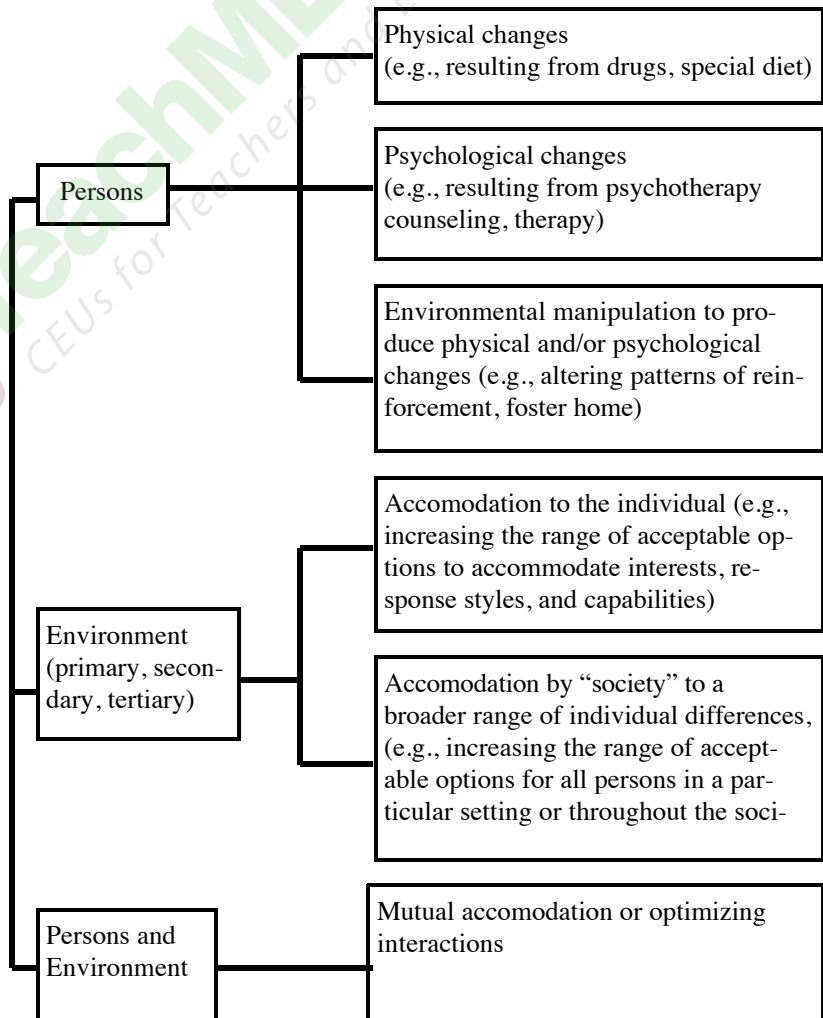 Physical changes
(e.g., resulting from drugs, special diet)
Persons
Psychological changes
(e.g., resulting from psychotherapy
counseling, therapy)
Environmental manipulation to pro-
duce physical and/or psychological
changes (e.g., altering patterns of rein-
forcement, foster home)
Accomodation to the individual (e.g.,
increasing the range of acceptable op-
tions to accommodate interests, re-
sponse styles, and capabilities)
Environment
(primary, secon-
dary, tertiary)
Accomodation by “society” to a
broader range of individual differences,
(e.g., increasing the range of accept-
able options for all persons in a par-
ticular setting or throughout the soci-
Persons and
Environment
Mutual accomodation or optimizing
interactions
CEUs for Teachers and